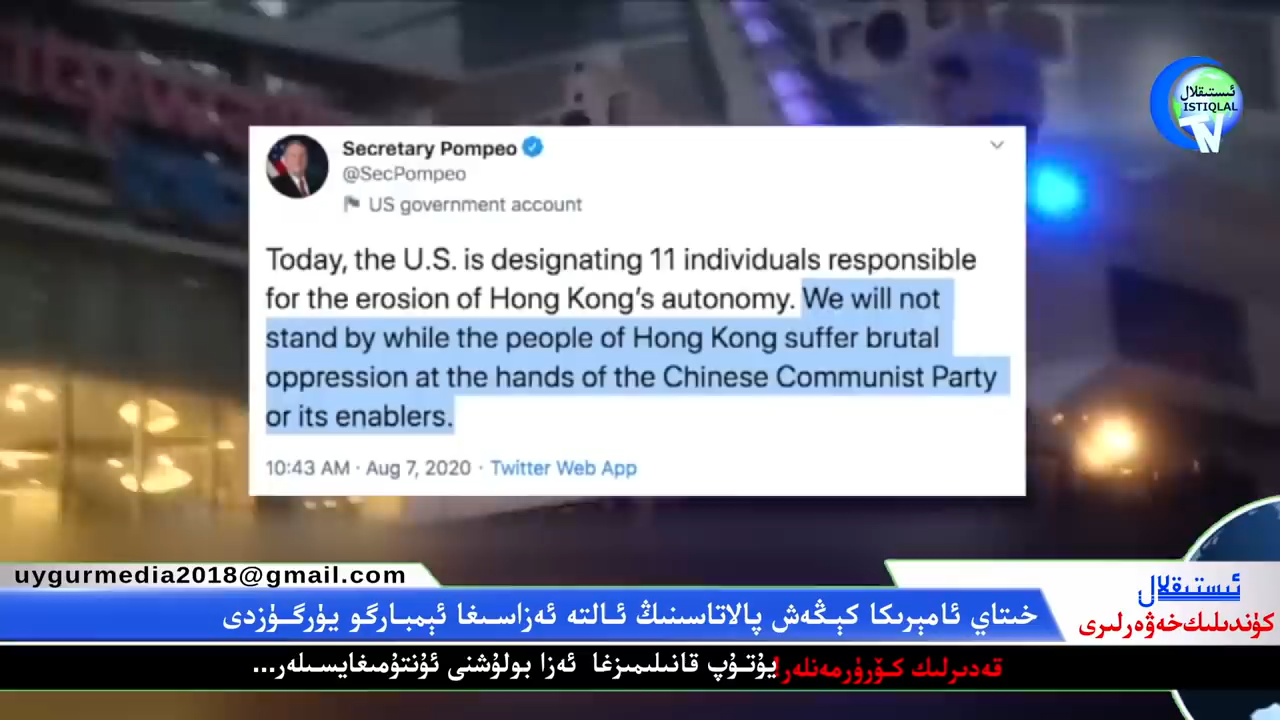 ئىستىقلال
ISTIQLAL
TV
Secretary Pompeo
@SecPompeo
US government account
Today, the U.S. is designating 11 individuals responsible
for the erosion of Hong Kong's autonomy. We will not
stand by while the people of Hong Kong suffer brutal
oppression at the hands of the Chinese Communist Party
or its enablers.
10:43 AM · Aug 7, 2020 · Twitter Web App
uygurmedia2018@gmail.com
ئىستىقلال
كۈندىلىك خەۋەرلىرى
خىتاي ئامېرىكا كېڭەش پالاتاسىنىڭ ئالتە ئەزاسىغا ئېمبارگو يۈرگۈزدى
قەدىرلىك كۆرۈرمەنلەر! يۇتۇپ قانىلىمىزغا ئەزا بولۇشنى ئۇنتۇمىغايسىلەر...